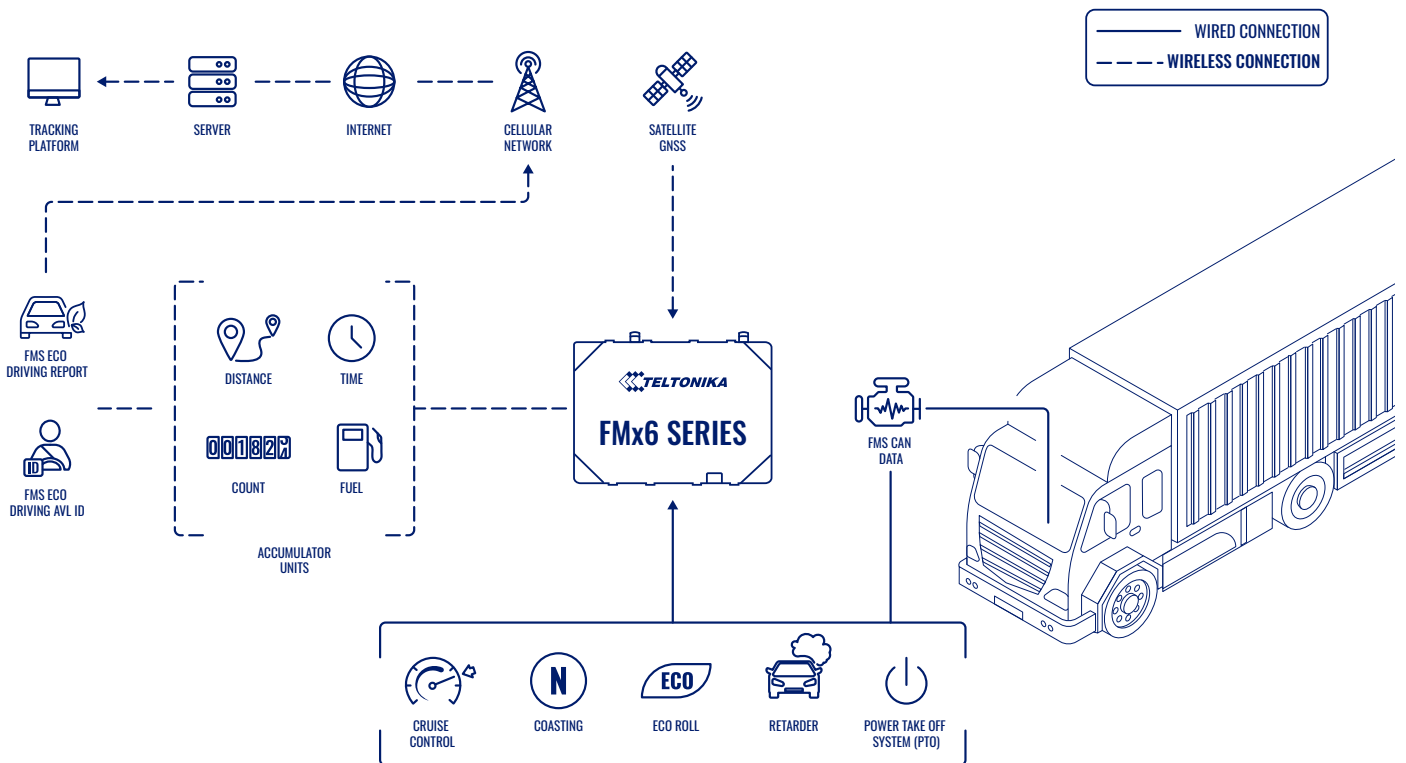 WIRED CONNECTION
WIRELESS CONNECTION
TRACKING
PLATFORM
SERVER
INTERNET
CELLULAR
NETWORK
SATELLITE
GNSS
FMS ECO
DRIVING REPORT
DISTANCE
TIME
TELTONIKA
FMx6 SERIES
FMS CAN
DATA
ID
FMS ECO
DRIVING AVL ID
COUNT
FUEL
ACCUMULATOR
UNITS
N
ECO
CRUISE
CONTROL
COASTING
ECO ROLL
RETARDER
POWER TAKE OFF
SYSTEM (PTO)